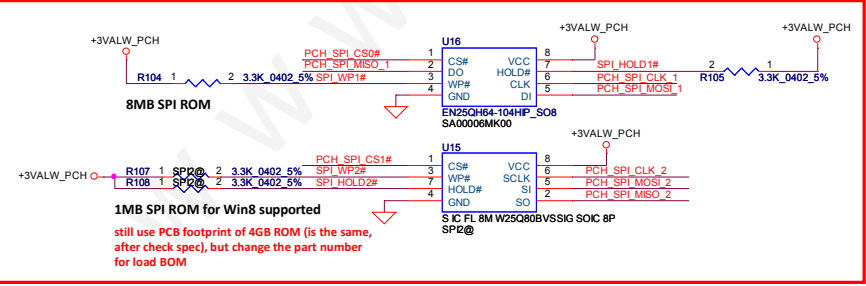 +3VALW_PCH
+3VALW_PCH
+3VALW_PCH
U16
PCH_SPI_CS0# 1 CS# VCC 8
PCH_SPI_MISO_1 2 DO HOLD# 7 SPI_HOLD1# 2 1
R104 1 2 3.3K_0402_5% SPI_WP1# 3 WP# CLK 6 PCH_SPI_CLK_1 R105 3.3K_0402_5%
4 GND DI 5 PCH_SPI_MOSI_1
8MB SPI ROM
EN25QH64-104HIP_SO8
SA00006MK00
+3VALW_PCH
U15
PCH_SPI_CS1# 1 CS# VCC 8
+3VALW_PCH R107 1 SPI2@ 2 3.3K_0402_5% SPI_WP2# 3 WP# SCLK 6 PCH_SPI_CLK_2
R108 1 SPI2@ 2 3.3K_0402_5% SPI_HOLD2# 7 HOLD# SI 5 PCH_SPI_MOSI_2
4 GND SO 2 PCH_SPI_MISO_2
1MB SPI ROM for Win8 supported
S IC FL 8M W25Q80BVSSIG SOIC 8P
SPI2@
still use PCB footprint of 4GB ROM (is the same,
after check spec), but change the part number
for load BOM